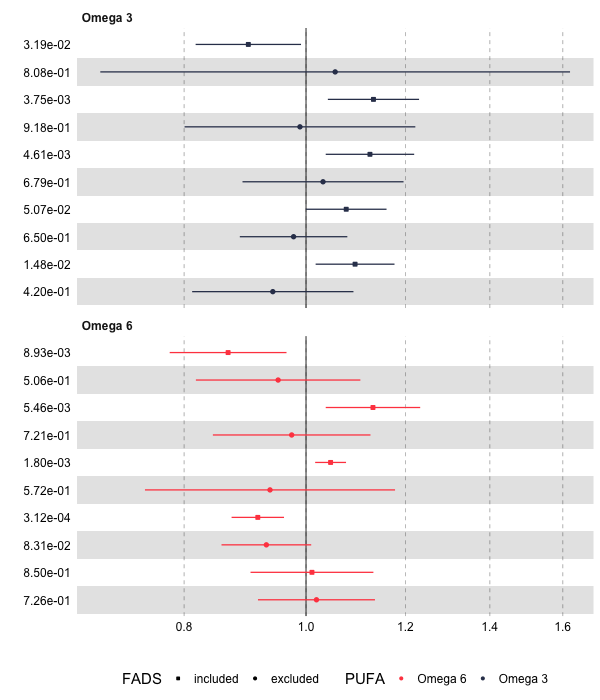 Omega 3
3.19e-02
8.08e-01
3.75e-03
9.18e-01
4.61e-03
6.79e-01
5.07e-02
6.50e-01
1.48e-02
4.20e-01
Omega 6
8.93e-03
5.06e-01
5.46e-03
7.21e-01
1.80e-03
5.72e-01
3.12e-04
8.31e-02
8.50e-01
7.26e-01
0.8 1.0 1.2 1.4 1.6
FADS included excluded PUFA Omega 6 Omega 3